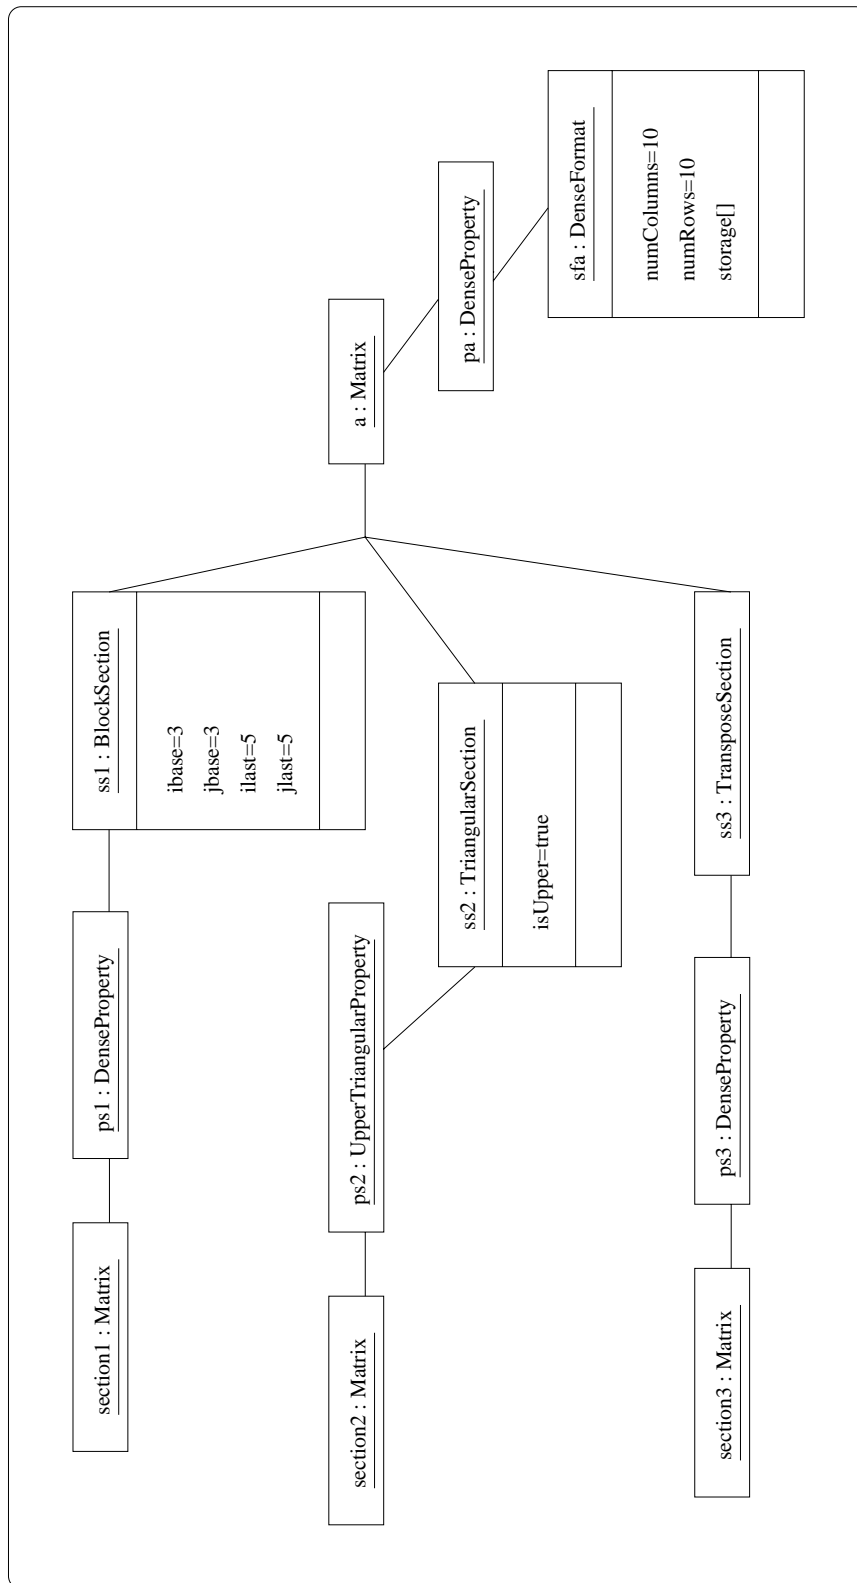 section1 : Matrix
ps1 : DenseProperty
ss1 : BlockSection
ibase=3
jbase=3
ilast=5
jlast=5
section2 : Matrix
ps2 : UpperTriangularProperty
ss2 : TriangularSection
isUpper=true
section3 : Matrix
ps3 : DenseProperty
ss3 : TransposeSection
a : Matrix
pa : DenseProperty
sfa : DenseFormat
numColumns=10
numRows=10
storage[]